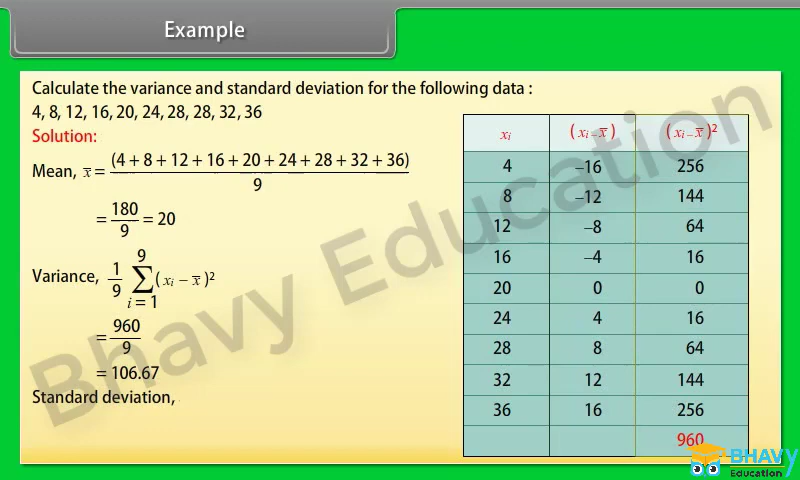 Example
Calculate the variance and standard deviation for the following data :
4, 8, 12, 16, 20, 24, 28, 28, 32, 36
Solution:
Mean, x̄ = (4 + 8 + 12 + 16 + 20 + 24 + 28 + 32 + 36) / 9
= 180/9 = 20
Variance, 1/9 9∑i = 1 (xi − x̄)²
= 960/9
= 106.67
Standard deviation,
xi (xi – x̄) (xi – x̄)²
4 –16 256
8 –12 144
12 –8 64
16 –4 16
20 0 0
24 4 16
28 8 64
32 12 144
36 16 256
960
Bhavy Education
BHAVY
Education